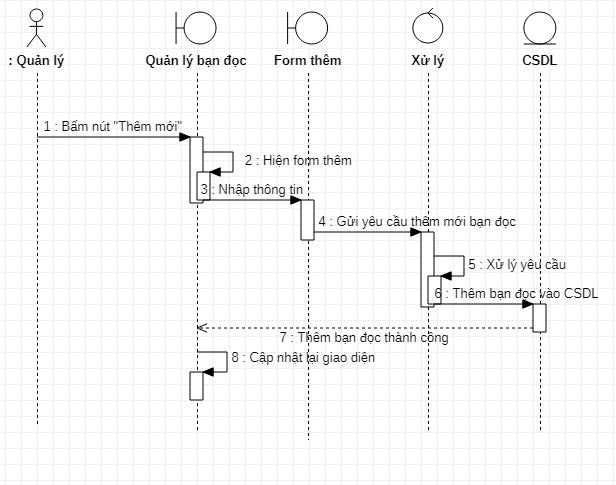 : Quản lý
Quản lý bạn đọc
Form thêm
Xử lý
CSDL
1 : Bấm nút "Thêm mới"
2 : Hiện form thêm
3 : Nhập thông tin
4 : Gửi yêu cầu thêm mới bạn đọc
5 : Xử lý yêu cầu
6 : Thêm bạn đọc vào CSDL
7 : Thêm bạn đọc thành công
8 : Cập nhật lại giao diện